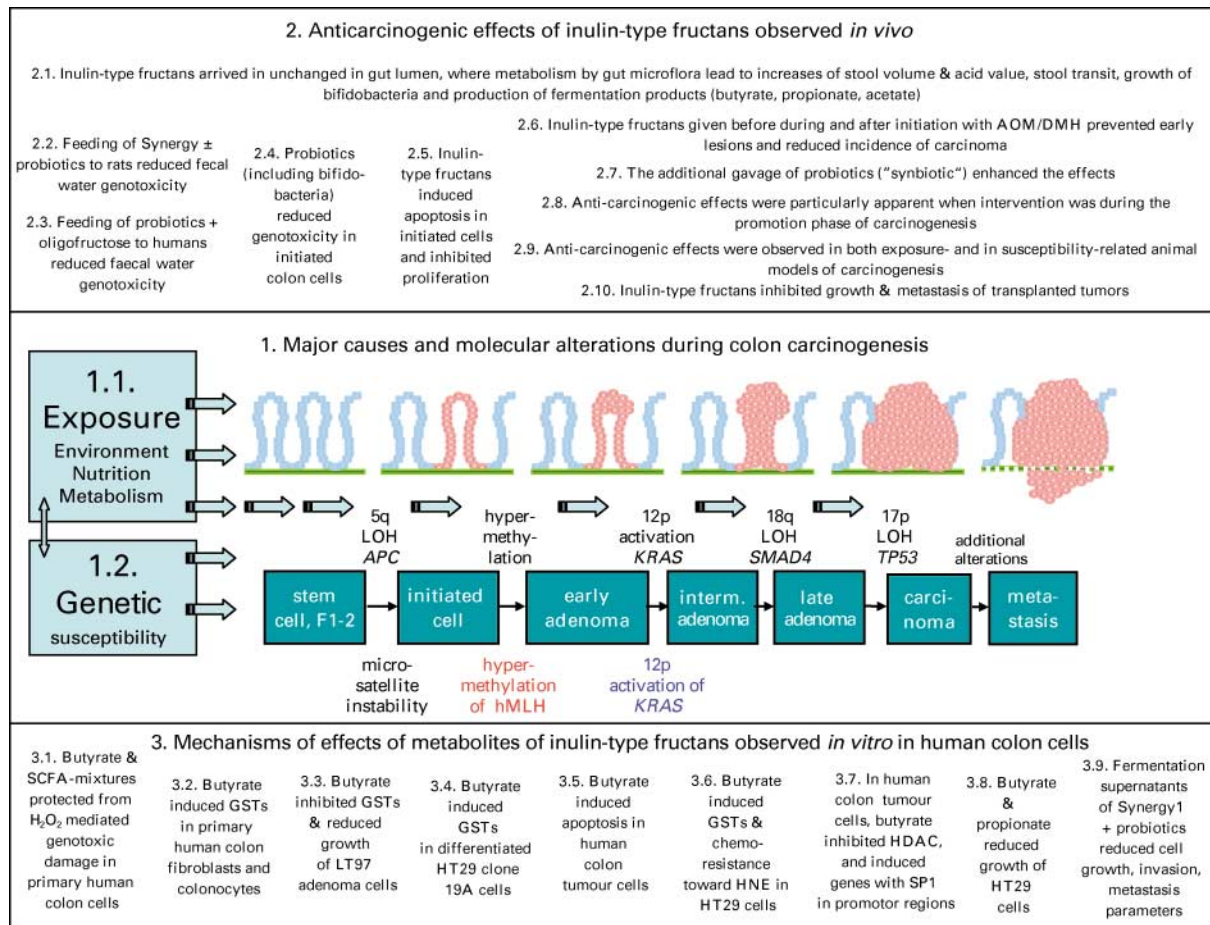 2. Anticarcinogenic effects of inulin-type fructans observed in vivo
2.1. Inulin-type fructans arrived in unchanged in gut lumen, where metabolism by gut microflora lead to increases of stool volume & acid value, stool transit, growth of
bifidobacteria and production of fermentation products (butyrate, propionate, acetate)
2.2. Feeding of Synergy ±
probiotics to rats reduced fecal
water genotoxicity
2.3. Feeding of probiotics +
oligofructose to humans
reduced faecal water
genotoxicity
2.4. Probiotics
(including bifido-
bacteria)
reduced
genotoxicity in
initiated
colon cells
2.5. Inulin-
type fructans
induced
apoptosis in
initiated cells
and inhibited
proliferation
2.6. Inulin-type fructans given before during and after initiation with AOM/DMH prevented early
lesions and reduced incidence of carcinoma
2.7. The additional gavage of probiotics (“synbiotic“) enhanced the effects
2.8. Anti-carcinogenic effects were particularly apparent when intervention was during the
promotion phase of carcinogenesis
2.9. Anti-carcinogenic effects were observed in both exposure- and in susceptibility-related animal
models of carcinogenesis
2.10. Inulin-type fructans inhibited growth & metastasis of transplanted tumors
1. Major causes and molecular alterations during colon carcinogenesis
1.1.
Exposure
Environment
Nutrition
Metabolism
1.2.
Genetic
susceptibility
5q
LOH
APC
hyper-
methy-
lation
12p
activation
KRAS
18q
LOH
SMAD4
17p
LOH
TP53
additional
alterations
stem
cell, F1-2
initiated
cell
early
adenoma
interm.
adenoma
late
adenoma
carci-
noma
meta-
stasis
micro-
satellite
instability
hyper-
methylation
of hMLH
12p
activation of
KRAS
3. Mechanisms of effects of metabolites of inulin-type fructans observed in vitro in human colon cells
3.1. Butyrate &
SCFA-mixtures
protected from
H₂O₂ mediated
genotoxic
damage in
primary human
colon cells
3.2. Butyrate
induced GSTs
in primary
human colon
fibroblasts and
colonocytes
3.3. Butyrate
inhibited GSTs
& reduced
growth
of LT97
adenoma cells
3.4. Butyrate
induced
GSTs
in differentiated
HT29 clone
19A cells
3.5. Butyrate
induced
apoptosis in
human
colon
tumour cells
3.6. Butyrate
induced
GSTs &
chemo-
resistance
toward HNE in
HT29 cells
3.7. In human
colon tumour
cells, butyrate
inhibited HDAC,
and induced
genes with SP1
in promotor regions
3.8. Butyrate
&
propionate
reduced
growth of
HT29
cells
3.9. Fermentation
supernatants
of Synergy1
+ probiotics
reduced cell
growth, invasion,
metastasis
parameters